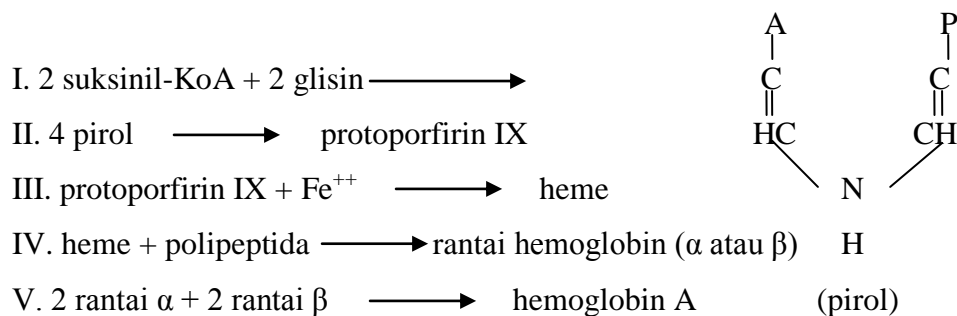 A P
I. 2 suksinil-KoA + 2 glisin C C
HC CH
II. 4 pirol protoporfirin IX
III. protoporfirin IX + Fe⁺⁺ heme N
IV. heme + polipeptida rantai hemoglobin (α atau β) H
V. 2 rantai α + 2 rantai β hemoglobin A (pirol)